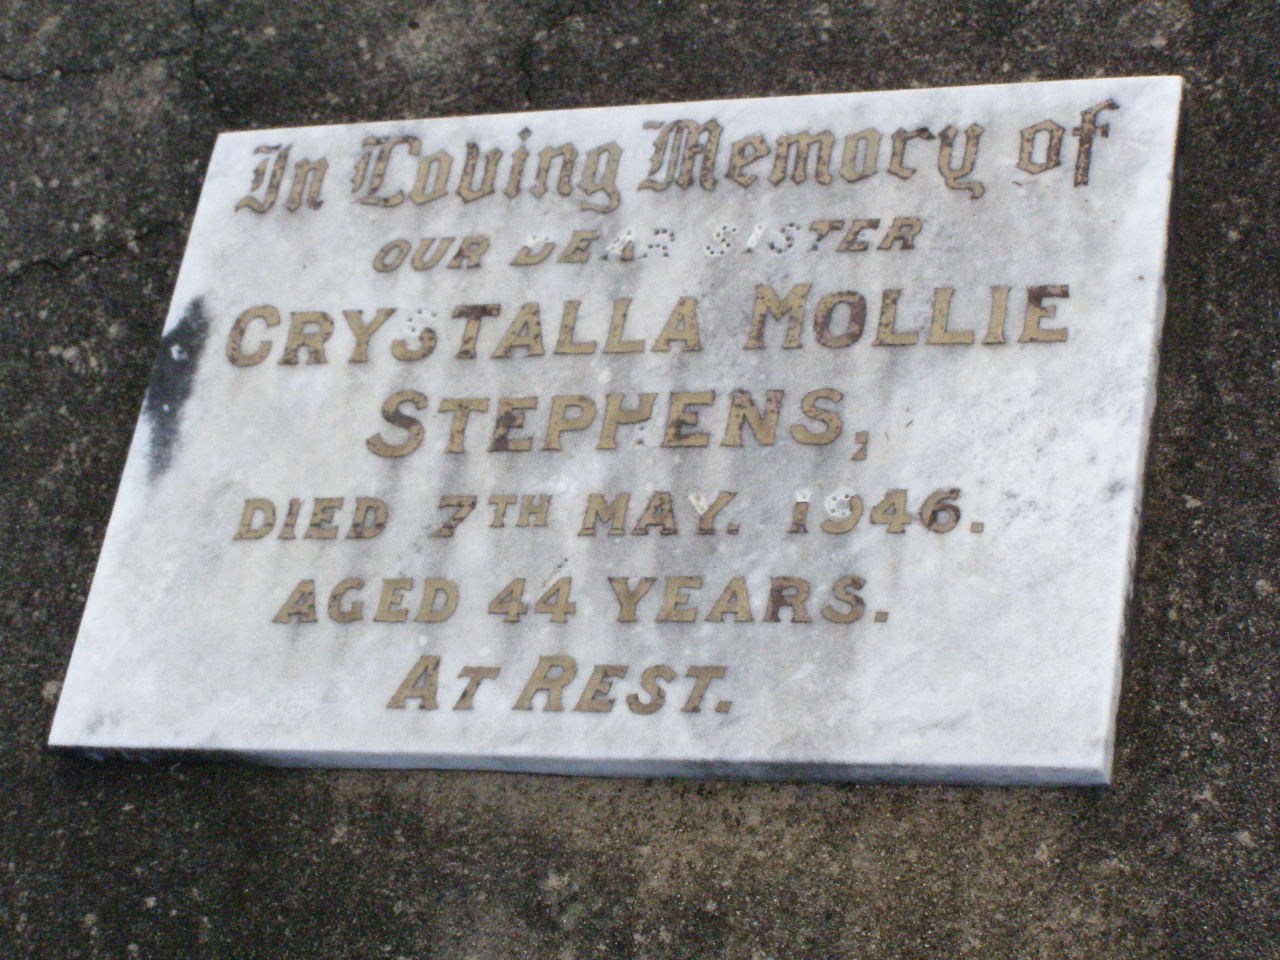 In Loving Memory of
OUR DEAR SISTER
CRYSTALLA MOLLIE
STEPHENS,
DIED 7TH MAY. 1946.
AGED 44 YEARS.
AT REST.